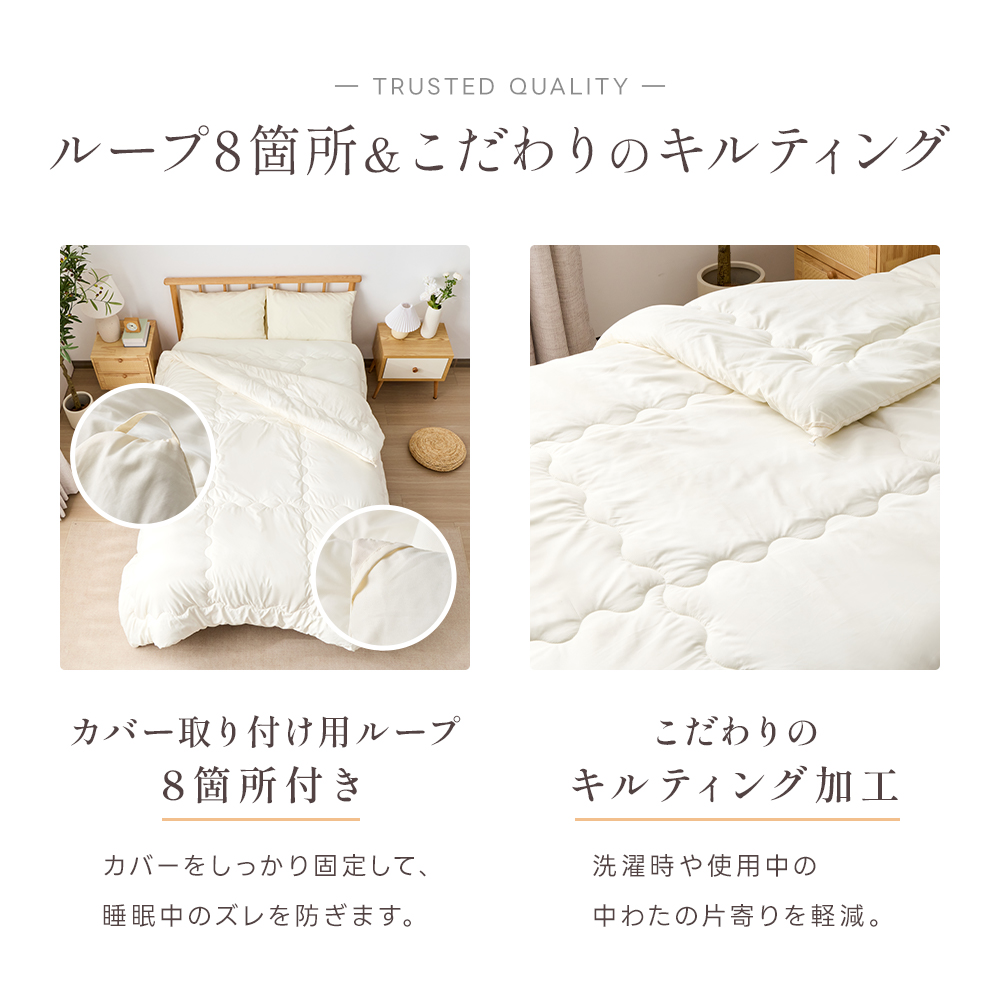 — TRUSTED QUALITY —
ループ8箇所&こだわりのキルティング
カバー取り付け用ループ
8箇所付き
カバーをしっかり固定して、
睡眠中のズレを防ぎます。
こだわりの
キルティング加工
洗濯時や使用中の
中わたの片寄りを軽減。